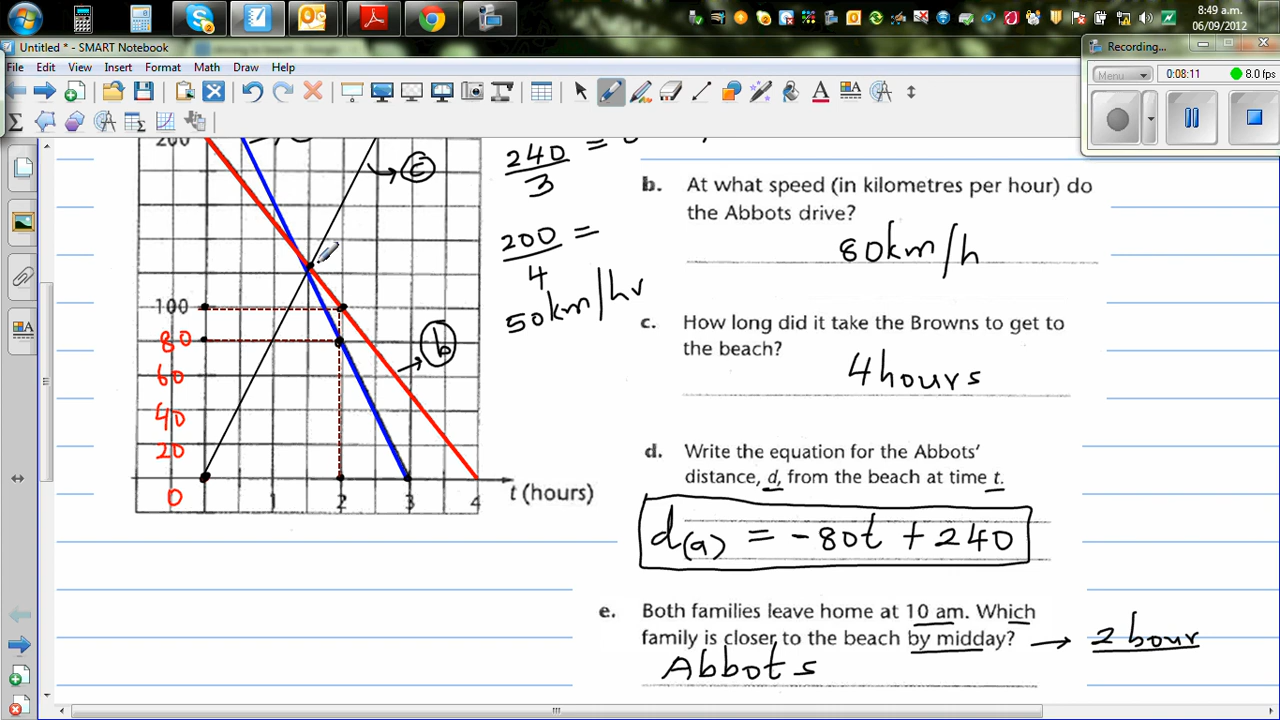 8:49 a.m.
06/09/2012
Untitled * - SMART Notebook
Recording...
File Edit View Insert Format Math Draw Help
Menu 0:08:11 8.0 fps
200
c
240 =
3
200 =
4
50km/hr
100
80
60
40
20
0
b
1 2 3 4 t (hours)
b. At what speed (in kilometres per hour) do
the Abbots drive?
80km/h
c. How long did it take the Browns to get to
the beach?
4hours
d. Write the equation for the Abbots'
distance, d, from the beach at time t.
d(a) = -80t + 240
e. Both families leave home at 10 am. Which
family is closer to the beach by midday? → 2 hour
Abbots